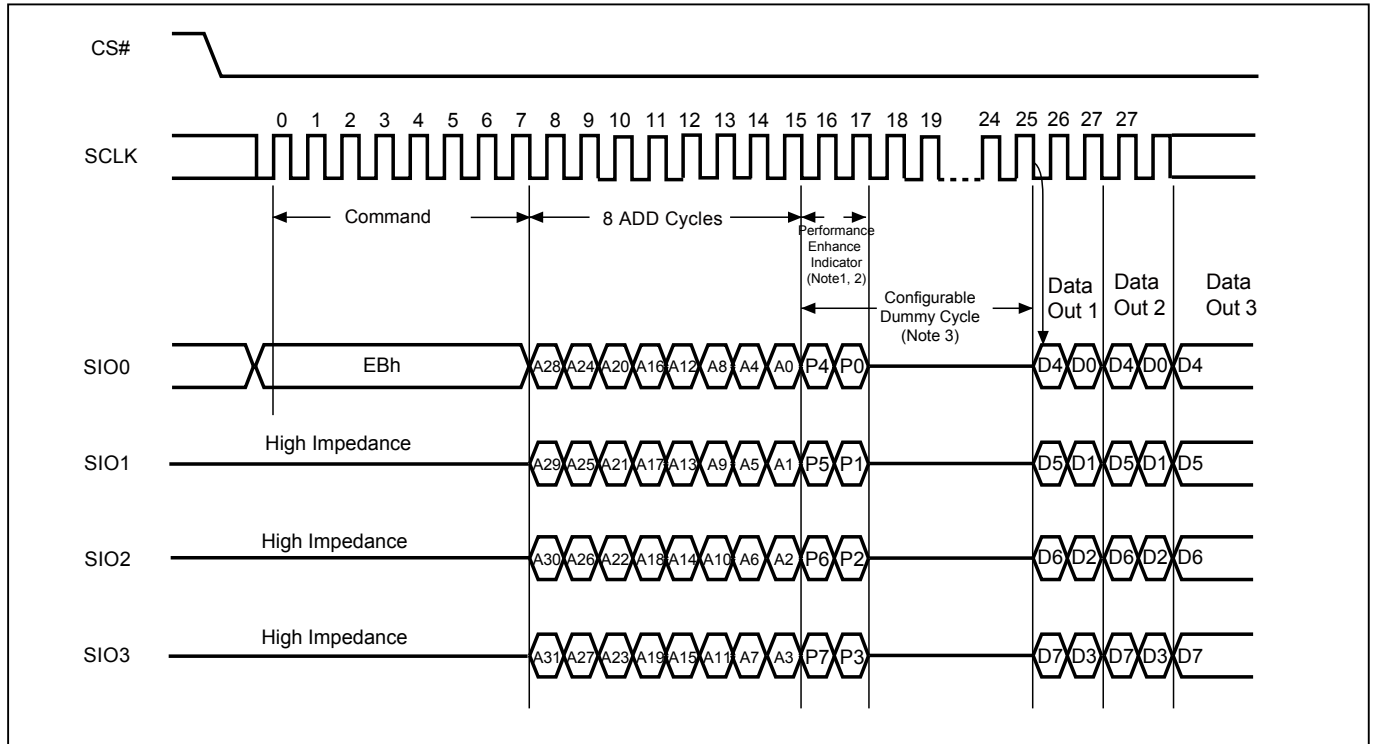 CS#
0 1 2 3 4 5 6 7 8 9 10 11 12 13 14 15 16 17 18 19 24 25 26 27 27
SCLK
Command
8 ADD Cycles
Performance
Enhance
Indicator
(Note1, 2)
Configurable
Dummy Cycle
(Note 3)
Data
Out 1
Data
Out 2
Data
Out 3
SIO0 EBh A28 A24 A20 A16 A12 A8 A4 A0 P4 P0 D4 D0 D4 D0 D4
High Impedance
SIO1 A29 A25 A21 A17 A13 A9 A5 A1 P5 P1 D5 D1 D5 D1 D5
High Impedance
SIO2 A30 A26 A22 A18 A14 A10 A6 A2 P6 P2 D6 D2 D6 D2 D6
High Impedance
SIO3 A31 A27 A23 A19 A15 A11 A7 A3 P7 P3 D7 D3 D7 D3 D7